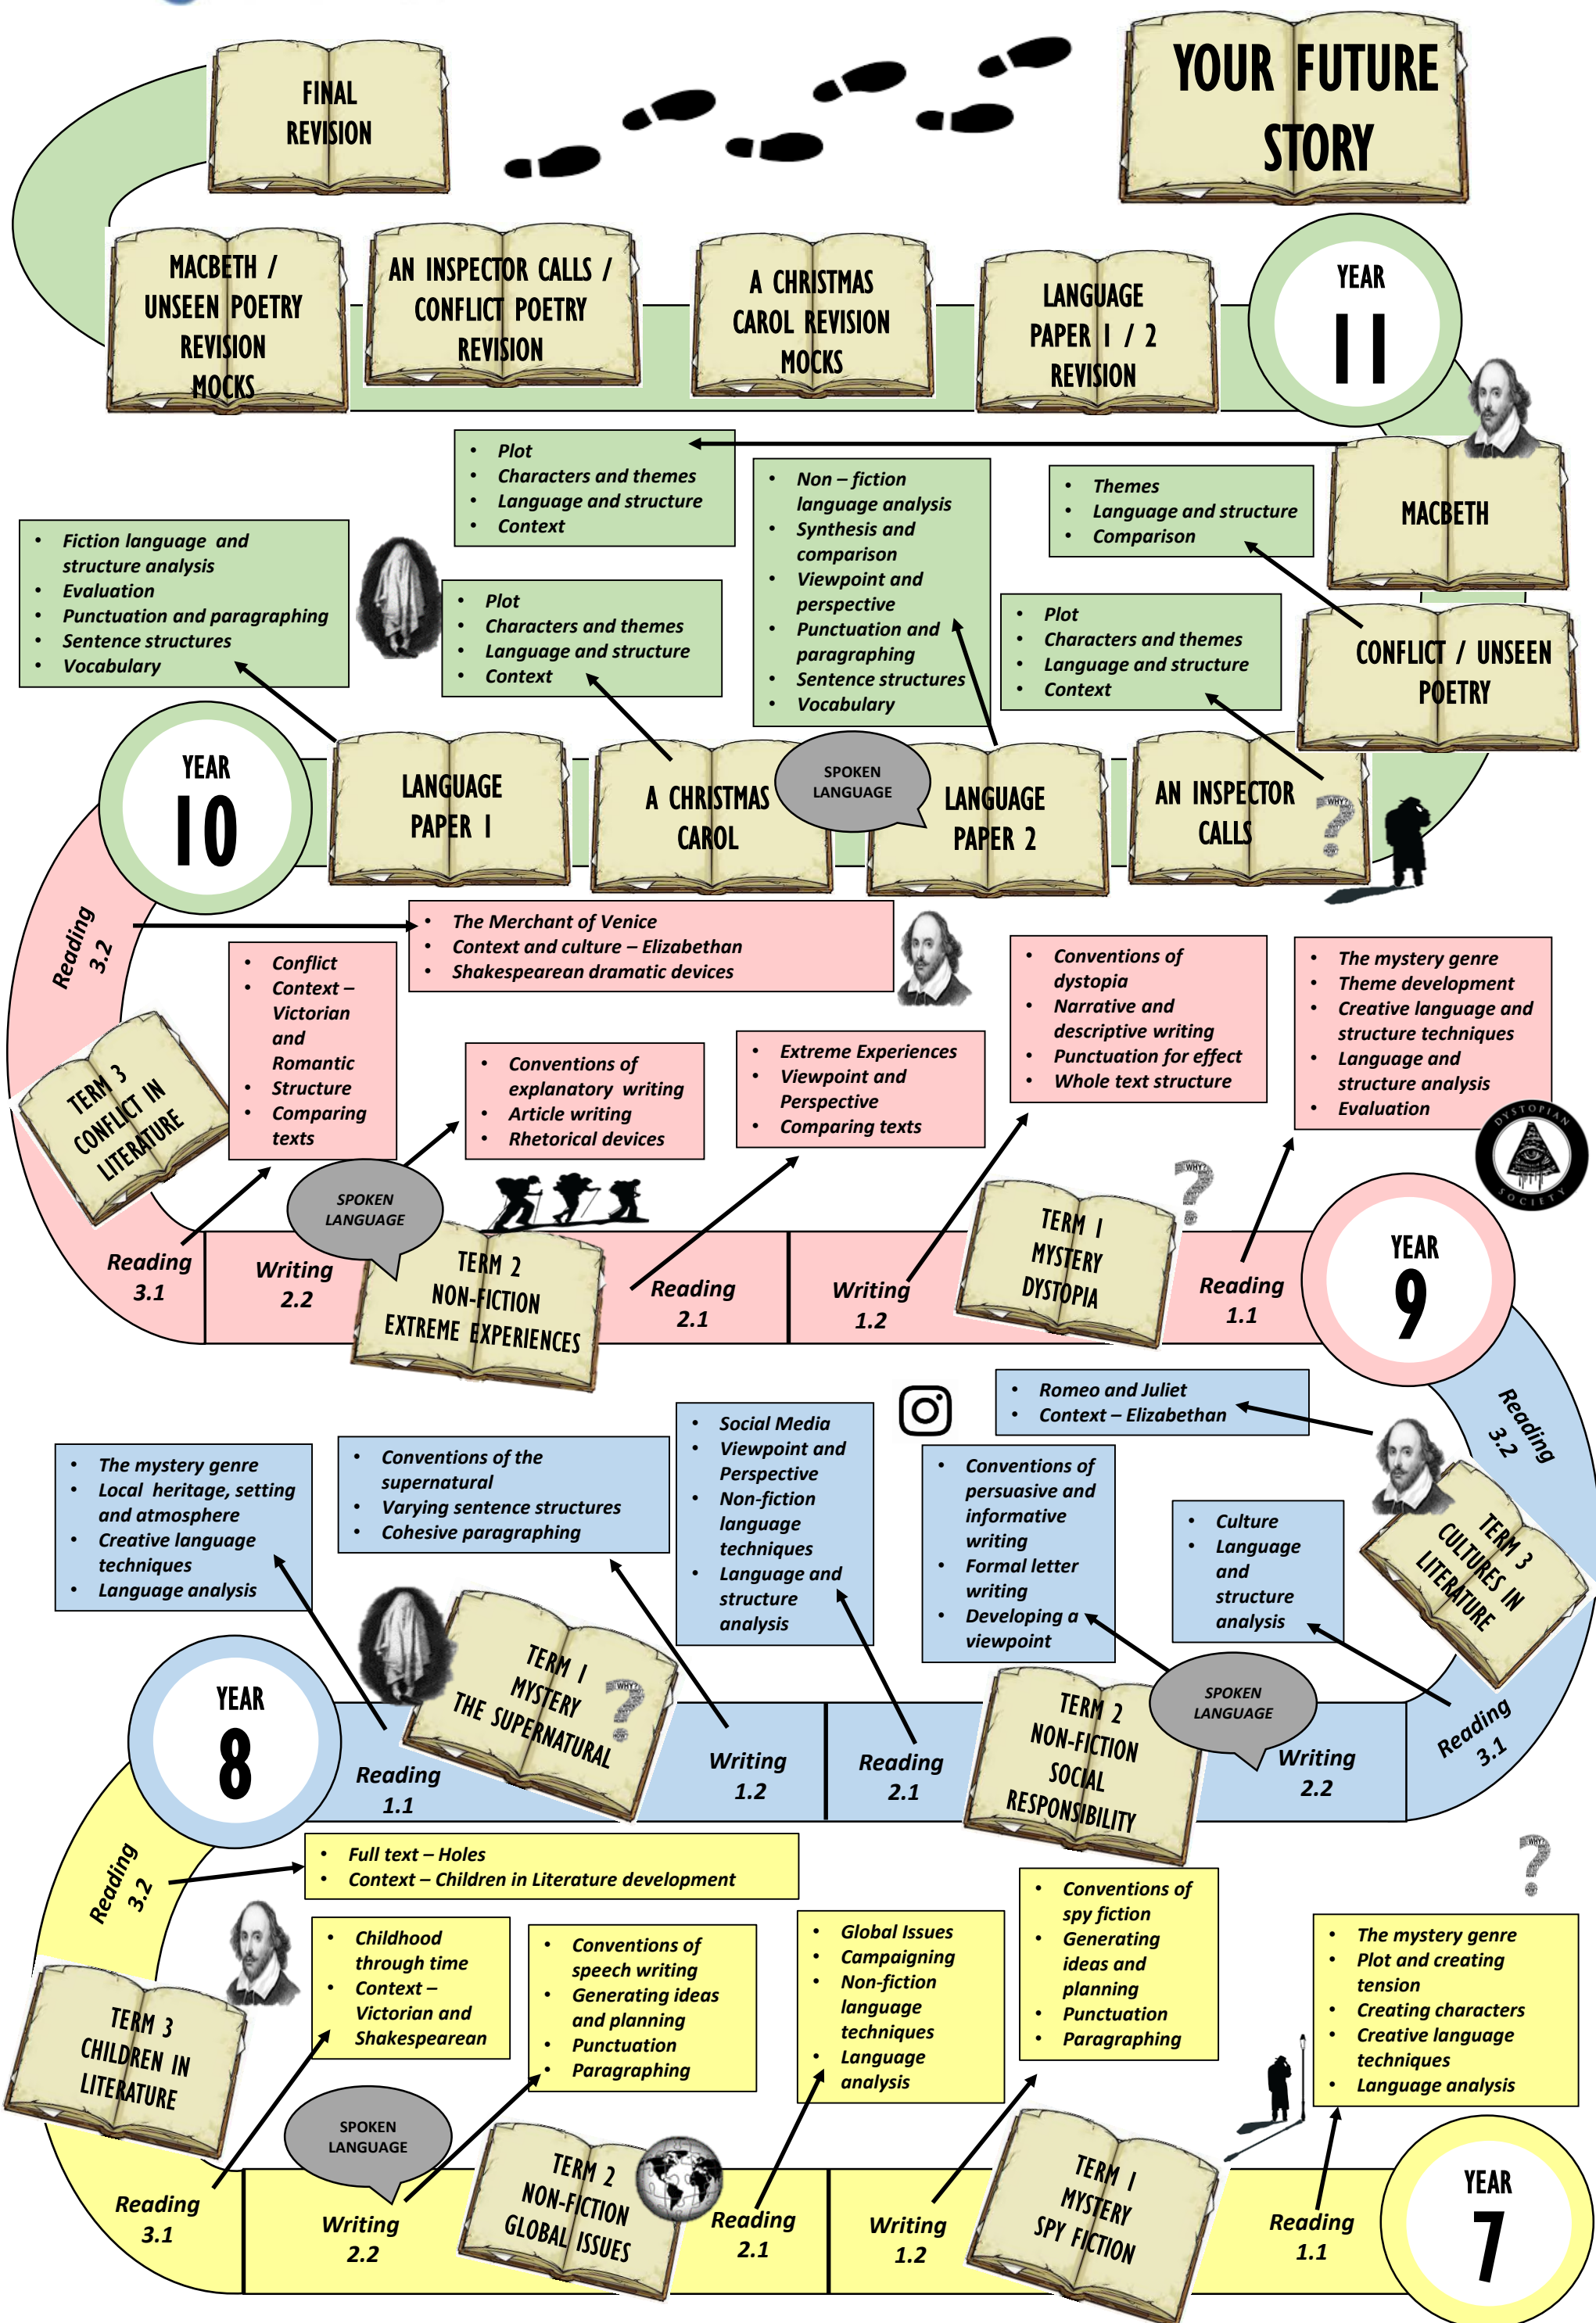 FINAL
REVISION
YOUR FUTURE
STORY
MACBETH /
UNSEEN POETRY
REVISION
MOCKS
AN INSPECTOR CALLS /
CONFLICT POETRY
REVISION
A CHRISTMAS
CAROL REVISION
MOCKS
LANGUAGE
PAPER 1 / 2
REVISION
YEAR
11
• Plot
• Characters and themes
• Language and structure
• Context
• Non – fiction
language analysis
• Synthesis and
comparison
• Viewpoint and
perspective
• Punctuation and
paragraphing
• Sentence structures
• Vocabulary
• Themes
• Language and structure
• Comparison
MACBETH
• Fiction language and
structure analysis
• Evaluation
• Punctuation and paragraphing
• Sentence structures
• Vocabulary
• Plot
• Characters and themes
• Language and structure
• Context
• Plot
• Characters and themes
• Language and structure
• Context
CONFLICT / UNSEEN
POETRY
YEAR
10
LANGUAGE
PAPER 1
A CHRISTMAS
CAROL
SPOKEN
LANGUAGE
LANGUAGE
PAPER 2
AN INSPECTOR
CALLS
WHY?
Reading
3.2
• The Merchant of Venice
• Context and culture – Elizabethan
• Shakespearean dramatic devices
• Conflict
• Context –
Victorian
and
Romantic
• Structure
• Comparing
texts
• Conventions of
explanatory writing
• Article writing
• Rhetorical devices
• Extreme Experiences
• Viewpoint and
Perspective
• Comparing texts
• Conventions of
dystopia
• Narrative and
descriptive writing
• Punctuation for effect
• Whole text structure
• The mystery genre
• Theme development
• Creative language and
structure techniques
• Language and
structure analysis
• Evaluation
DYSTOPIAN
SOCIETY
TERM 3
CONFLICT IN
LITERATURE
SPOKEN
LANGUAGE
WHY?
Reading
3.1
Writing
2.2
TERM 2
NON-FICTION
EXTREME EXPERIENCES
Reading
2.1
Writing
1.2
TERM 1
MYSTERY
DYSTOPIA
Reading
1.1
YEAR
9
• Romeo and Juliet
• Context – Elizabethan
Reading
3.2
• The mystery genre
• Local heritage, setting
and atmosphere
• Creative language
techniques
• Language analysis
• Conventions of the
supernatural
• Varying sentence structures
• Cohesive paragraphing
• Social Media
• Viewpoint and
Perspective
• Non-fiction
language
techniques
• Language and
structure
analysis
• Conventions of
persuasive and
informative
writing
• Formal letter
writing
• Developing a
viewpoint
• Culture
• Language
and
structure
analysis
TERM 3
CULTURES IN
LITERATURE
YEAR
8
Reading
1.1
TERM 1
MYSTERY
THE SUPERNATURAL
WHY?
Writing
1.2
Reading
2.1
TERM 2
NON-FICTION
SOCIAL
RESPONSIBILITY
SPOKEN
LANGUAGE
Writing
2.2
Reading
3.1
Reading
3.2
• Full text – Holes
• Context – Children in Literature development
WHY?
• Childhood
through time
• Context –
Victorian and
Shakespearean
• Conventions of
speech writing
• Generating ideas
and planning
• Punctuation
• Paragraphing
• Global Issues
• Campaigning
• Non-fiction
language
techniques
• Language
analysis
• Conventions of
spy fiction
• Generating
ideas and
planning
• Punctuation
• Paragraphing
• The mystery genre
• Plot and creating
tension
• Creating characters
• Creative language
techniques
• Language analysis
TERM 3
CHILDREN IN
LITERATURE
SPOKEN
LANGUAGE
Reading
3.1
Writing
2.2
TERM 2
NON-FICTION
GLOBAL ISSUES
Reading
2.1
Writing
1.2
TERM 1
MYSTERY
SPY FICTION
Reading
1.1
YEAR
7